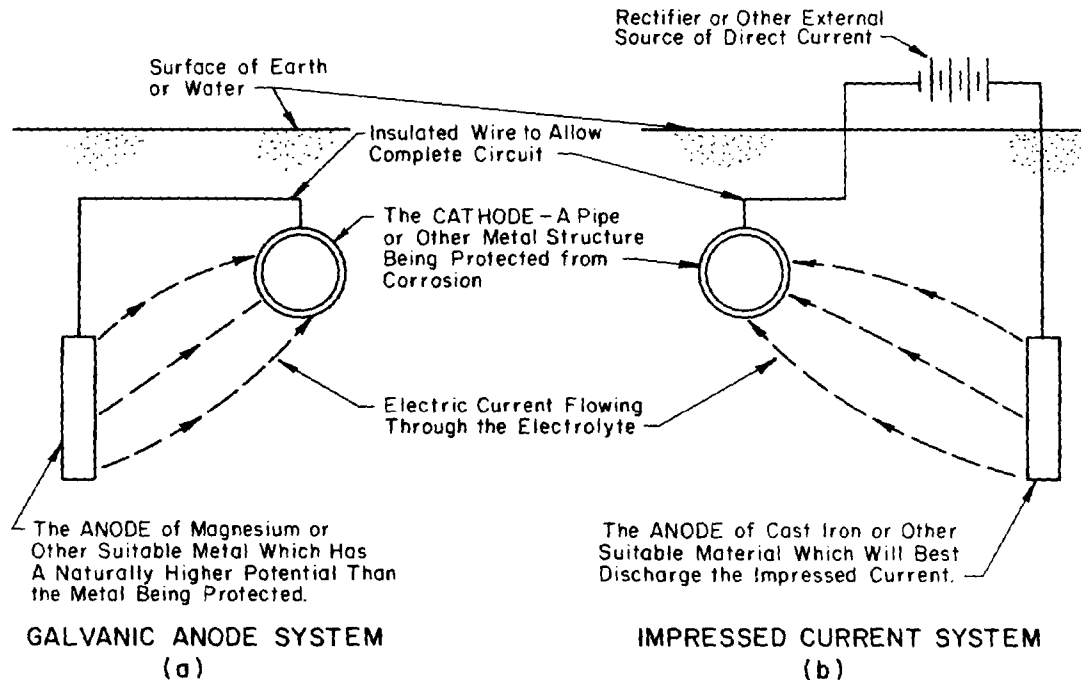 Rectifier or Other External
Source of Direct Current
Surface of Earth
or Water
Insulated Wire to Allow
Complete Circuit
The CATHODE – A Pipe
or Other Metal Structure
Being Protected from
Corrosion
Electric Current Flowing
Through the Electrolyte
The ANODE of Magnesium or
Other Suitable Metal Which Has
A Naturally Higher Potential Than
the Metal Being Protected.
The ANODE of Cast Iron or Other
Suitable Material Which Will Best
Discharge the Impressed Current.
GALVANIC ANODE SYSTEM
(a)
IMPRESSED CURRENT SYSTEM
(b)